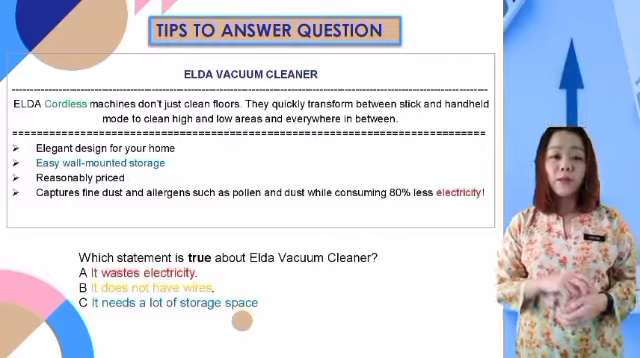 TIPS TO ANSWER QUESTION
ELDA VACUUM CLEANER
ELDA Cordless machines don't just clean floors. They quickly transform between stick and handheld
mode to clean high and low areas and everywhere in between.
Elegant design for your home
Easy wall-mounted storage
Reasonably priced
Captures fine dust and allergens such as pollen and dust while consuming 80% less electricity!
Which statement is true about Elda Vacuum Cleaner?
A It wastes electricity.
B It does not have wires.
C It needs a lot of storage space